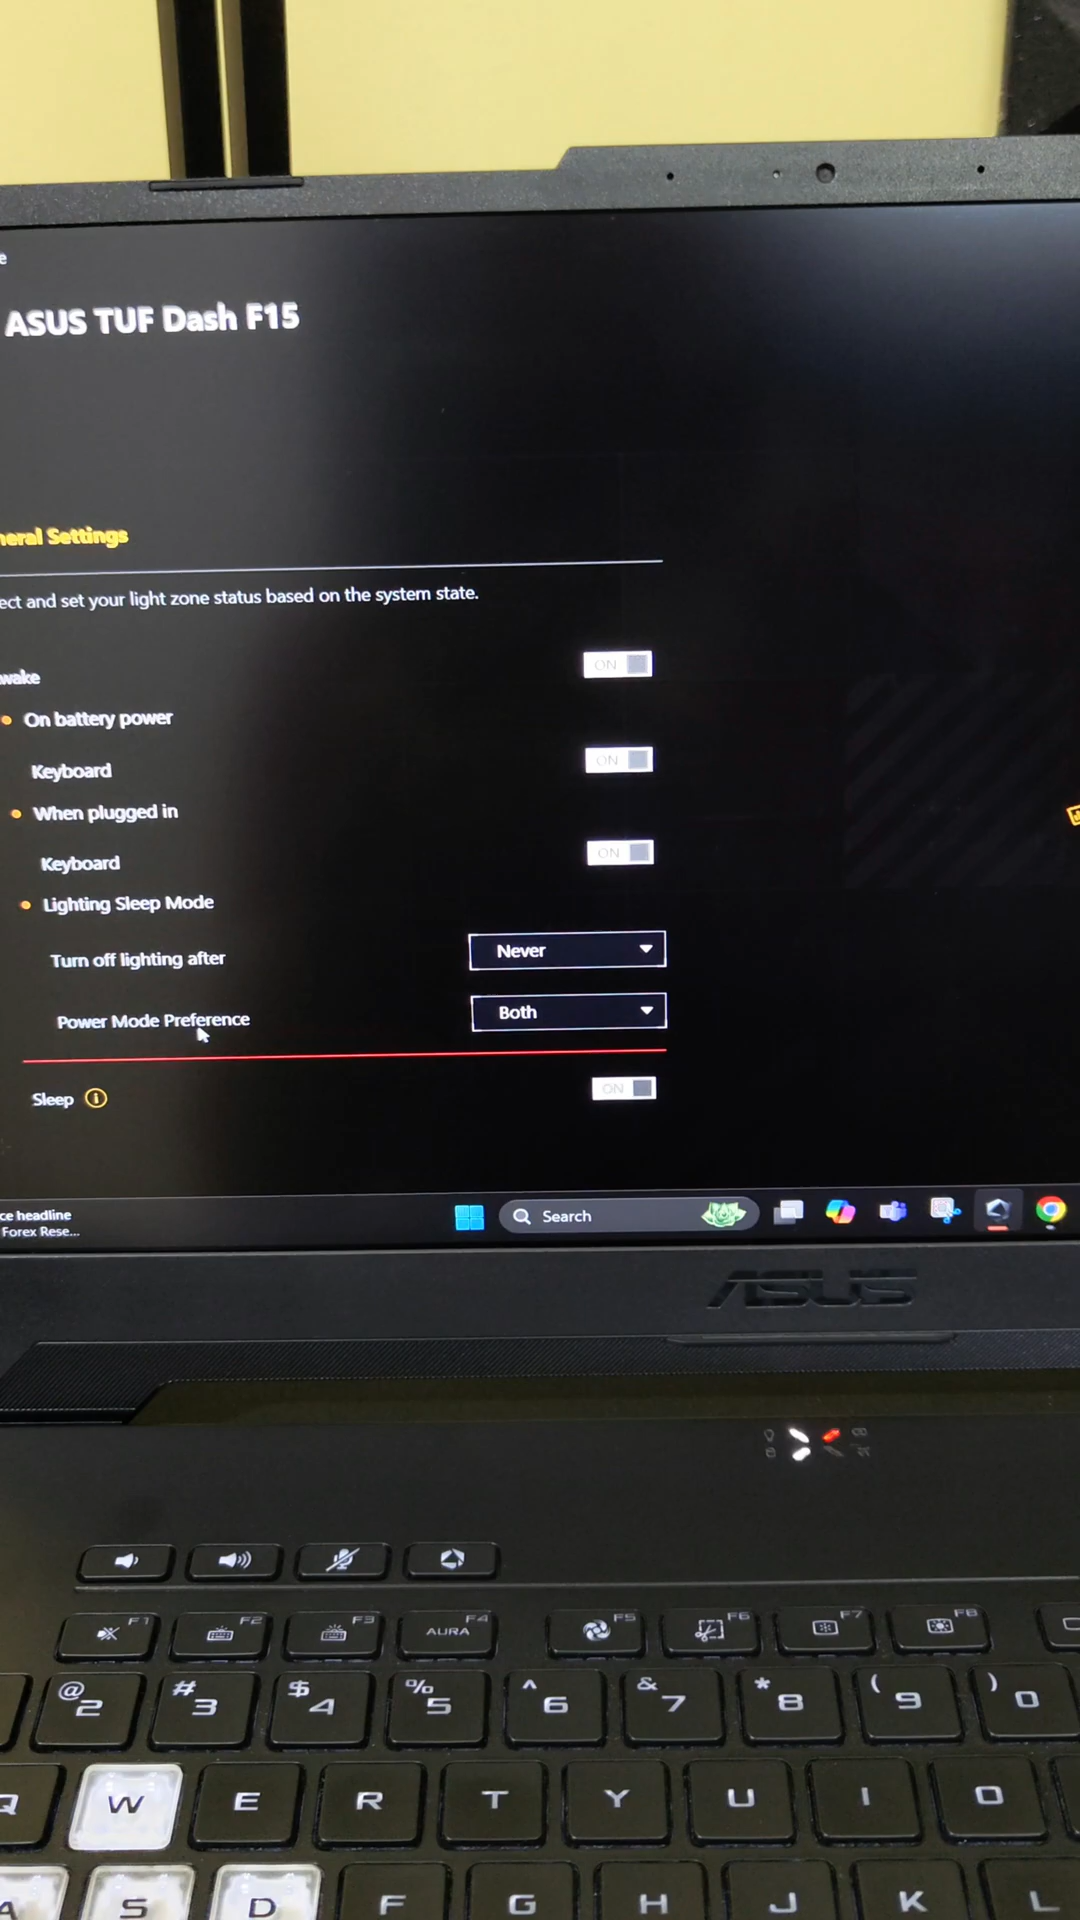 e
ASUS TUF Dash F15
neral Settings
ect and set your light zone status based on the system state.
wake
ON
On battery power
Keyboard
ON
When plugged in
Keyboard
ON
Lighting Sleep Mode
Turn off lighting after
Never
Power Mode Preference
Both
Sleep
ON
ce headline
Forex Rese...
Search
ASUS
F1
F2
F3
AURA F4
F5
F6
F7
F8
@ 2
# 3
$ 4
% 5
^ 6
& 7
* 8
( 9
) 0
Q
W
E
R
T
Y
U
I
O
A
S
D
F
G
H
J
K
L